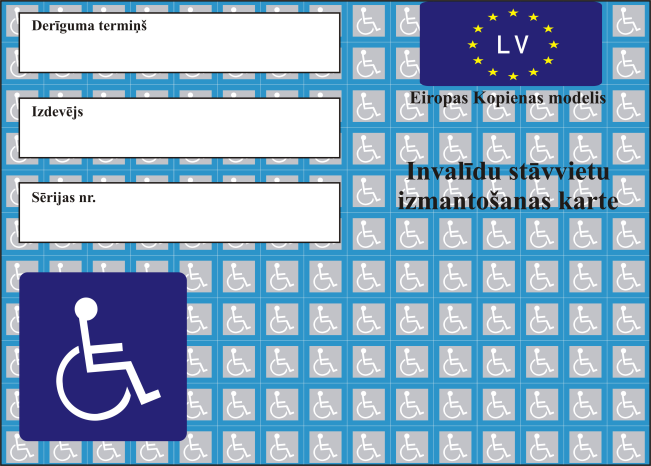 Derīguma termiņš
Izdevējs
Sērijas nr.
LV
Eiropas Kopienas modelis
Invalīdu stāvvietu
izmantošanas karte